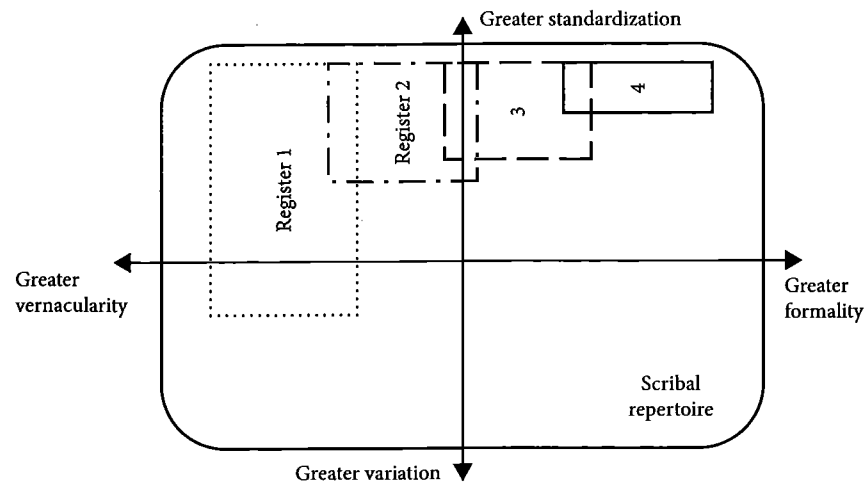 Greater standardization
4
3
Register 2
Register 1
Greater
vernacularity
Greater
formality
Scribal
repertoire
Greater variation